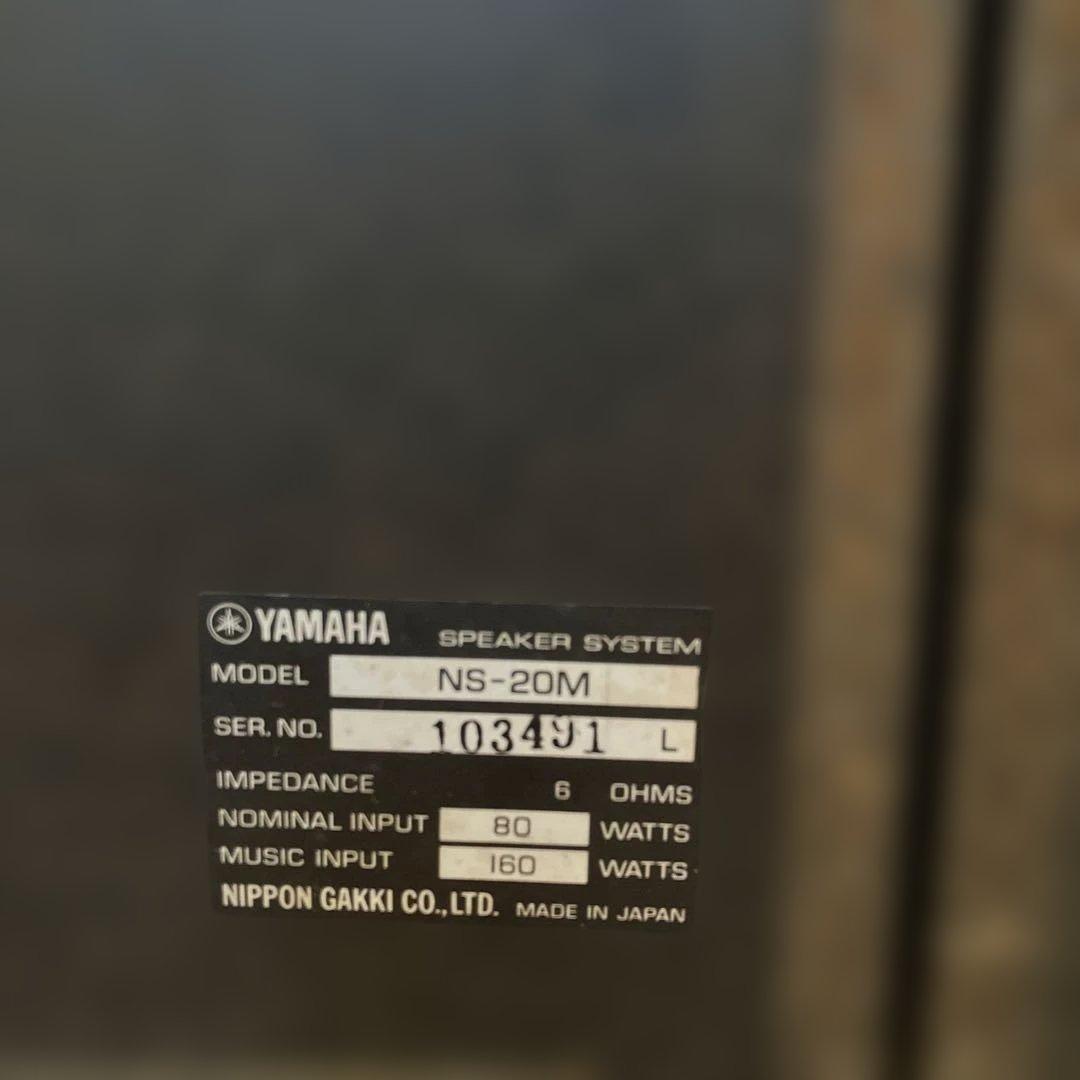 YAMAHA SPEAKER SYSTEM
MODEL NS-20M
SER. NO. 103491 L
IMPEDANCE 6 OHMS
NOMINAL INPUT 80 WATTS
MUSIC INPUT 160 WATTS
NIPPON GAKKI CO.,LTD. MADE IN JAPAN